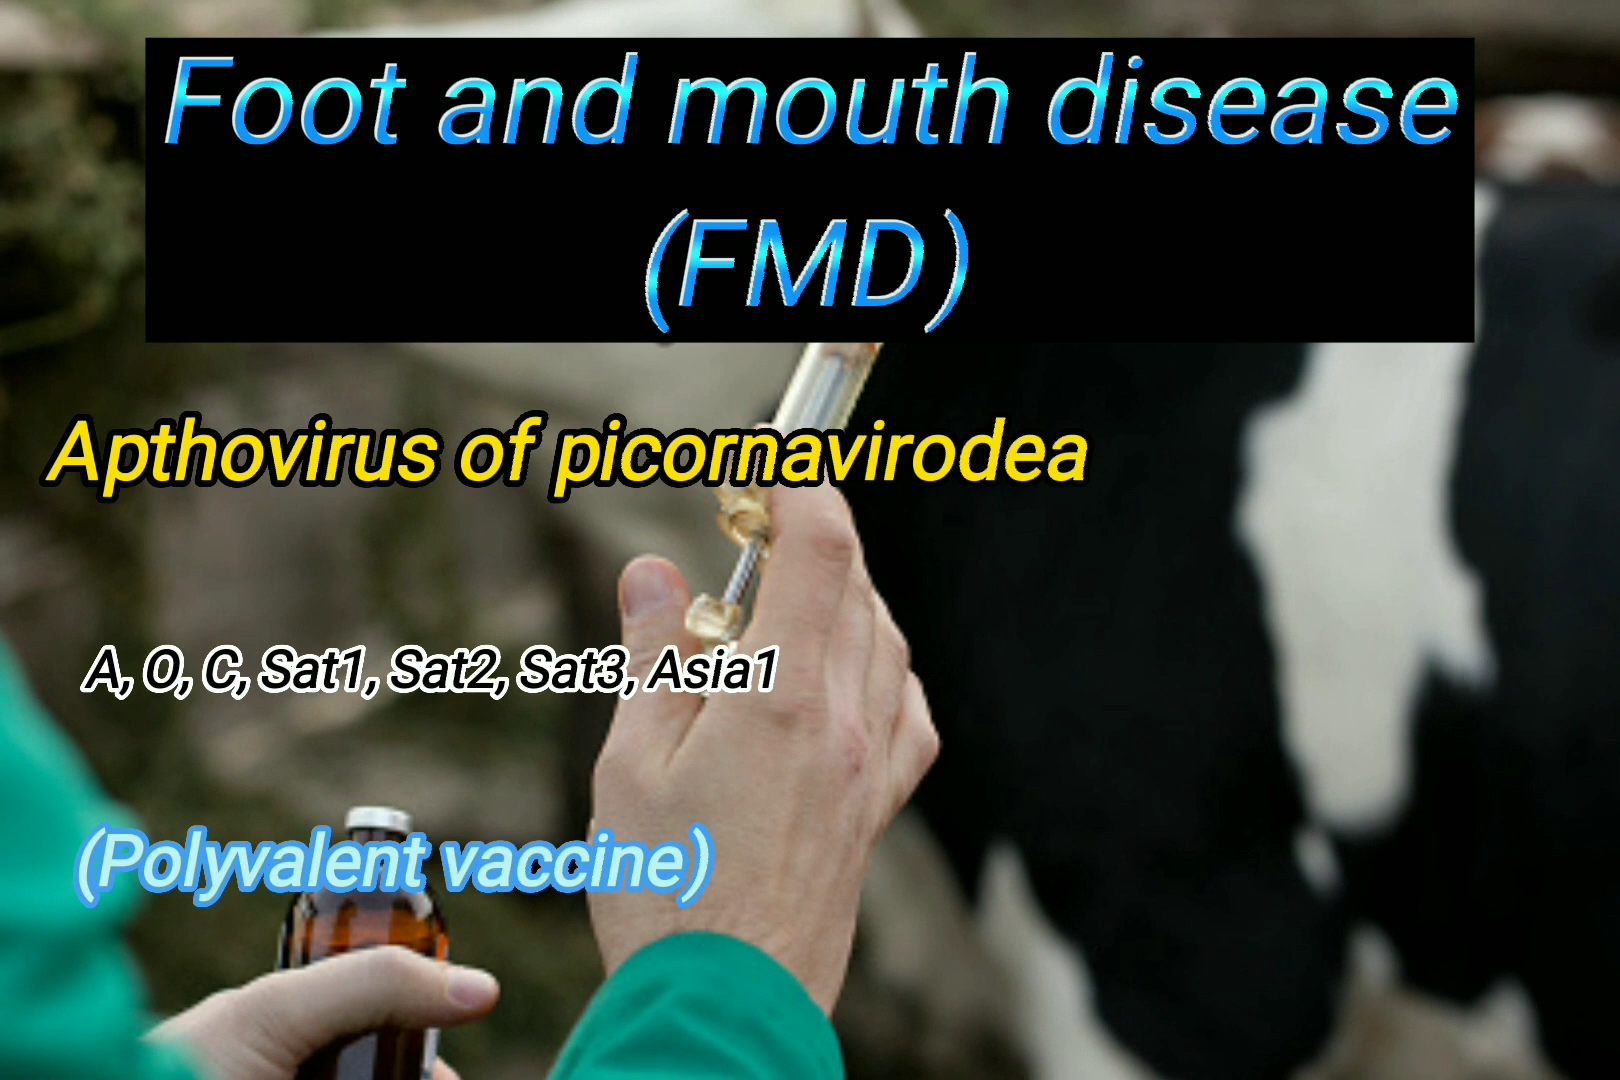 Foot and mouth disease
(FMD)
Apthovirus of picornavirodea
A, O, C, Sat1, Sat2, Sat3, Asia1
(Polyvalent vaccine)